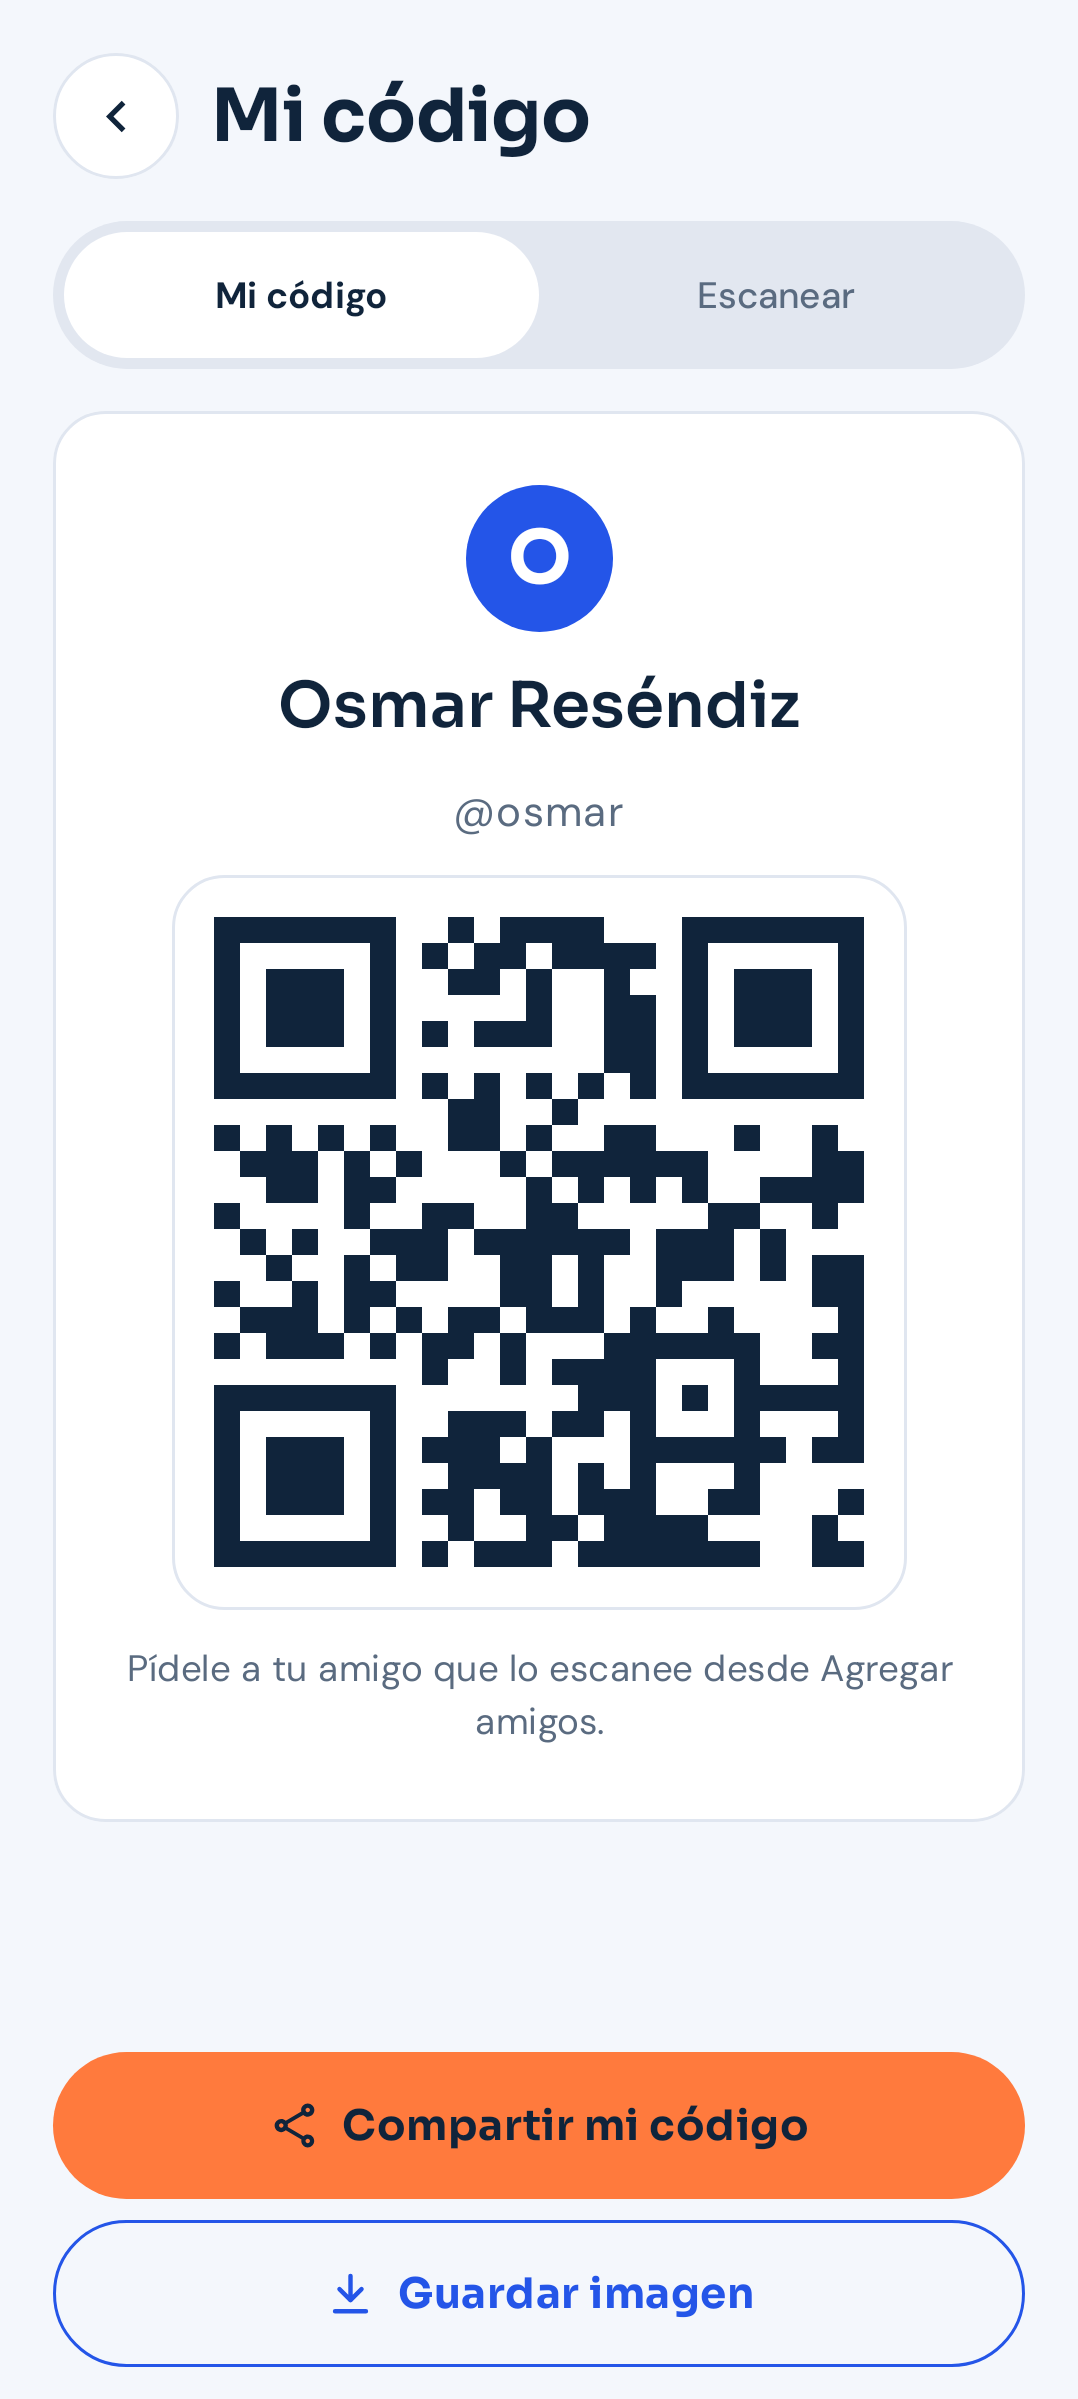 Mi código
Mi código
Escanear
O
Osmar Reséndiz
@osmar
Pídele a tu amigo que lo escanee desde Agregar
amigos.
Compartir mi código
Guardar imagen